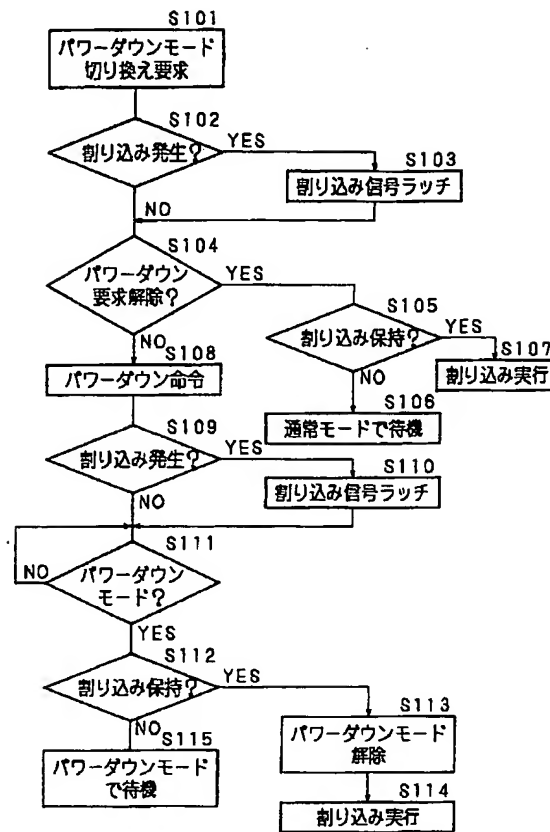 S101
パワーダウンモード
切り換え要求
S102
割り込み発生?
YES
S103
割り込み信号ラッチ
NO
S104
パワーダウン
要求解除?
YES
S105
割り込み保持?
YES
S107
割り込み実行
NO
S106
通常モードで待機
NO
S108
パワーダウン命令
S109
割り込み発生?
YES
S110
割り込み信号ラッチ
NO
S111
パワーダウン
モード?
NO
YES
S112
割り込み保持?
YES
S113
パワーダウンモード
解除
S114
割り込み実行
NO
S115
パワーダウンモード
で待機